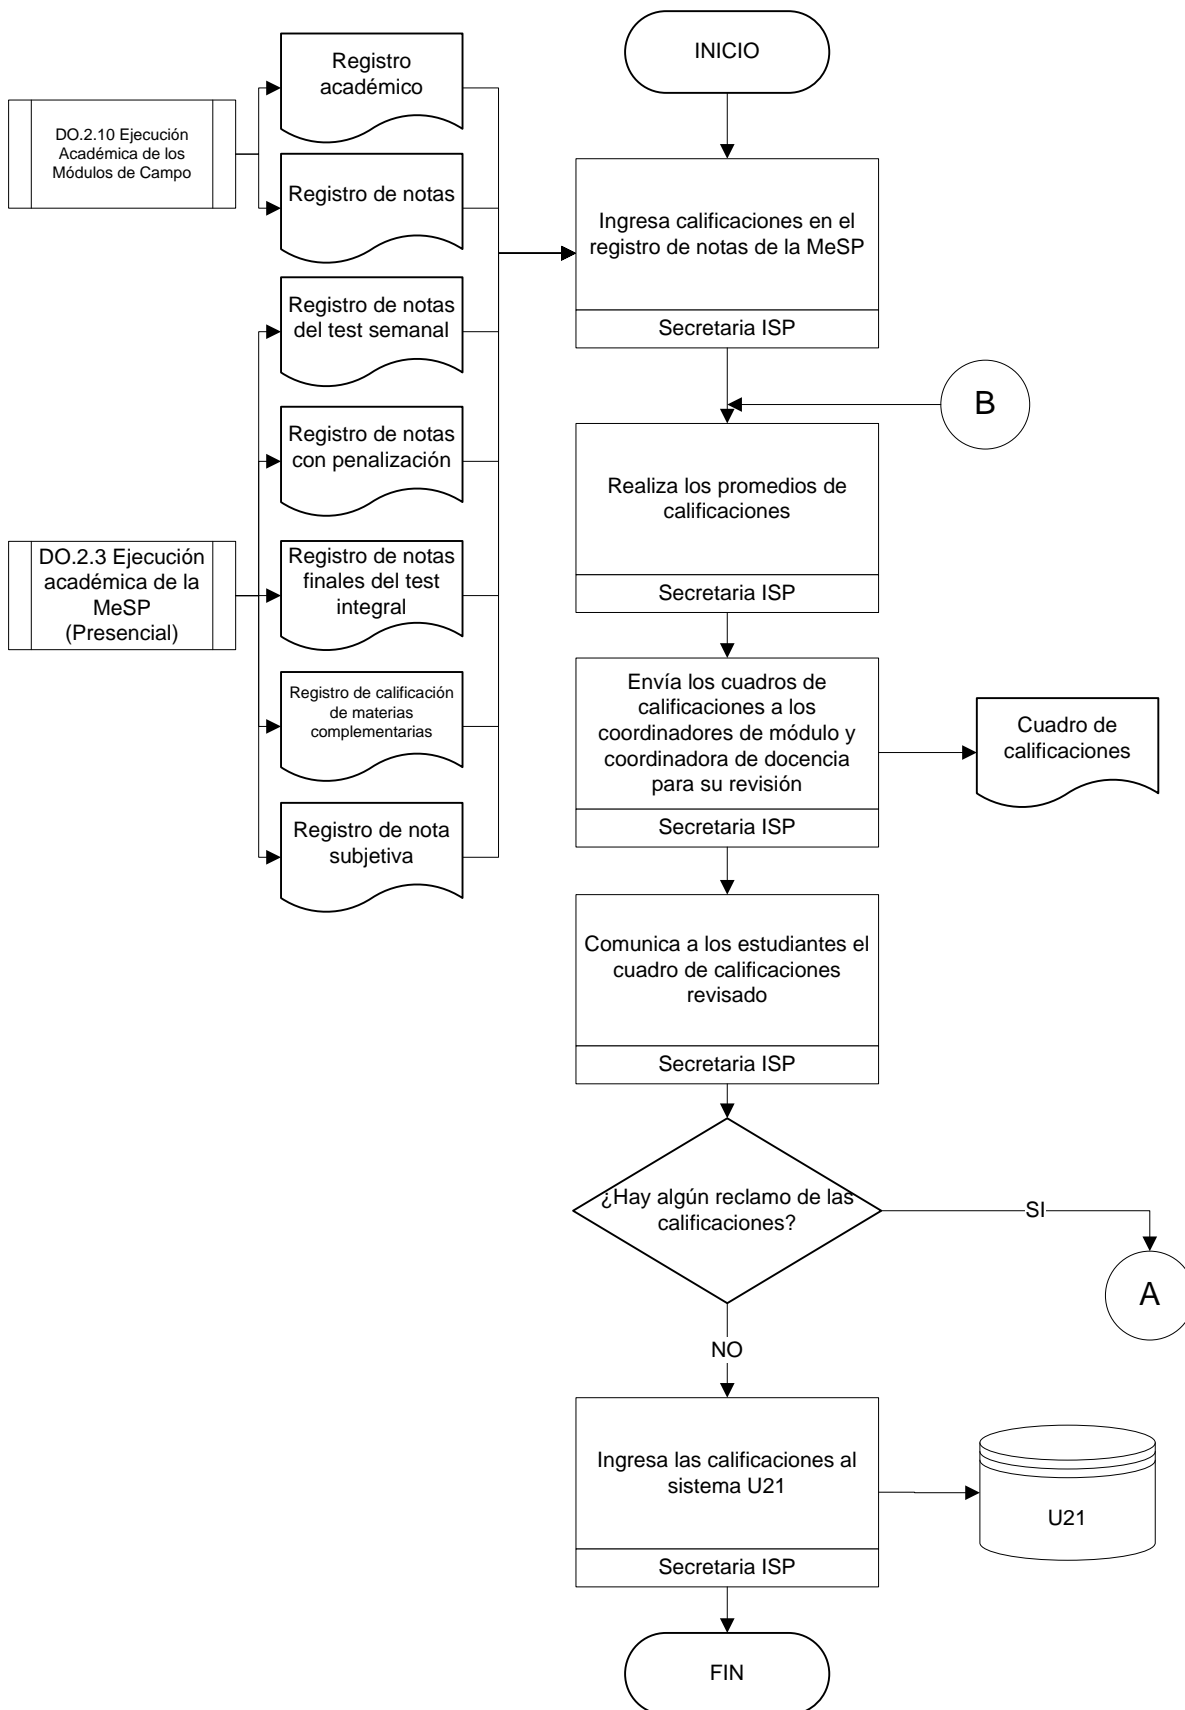 INICIO
Registro
académico
DO.2.10 Ejecución
Académica de los
Módulos de Campo
Registro de notas
Ingresa calificaciones en el
registro de notas de la MeSP
Secretaria ISP
Registro de notas
del test semanal
B
Registro de notas
con penalización
Realiza los promedios de
calificaciones
Secretaria ISP
DO.2.3 Ejecución
académica de la
MeSP
(Presencial)
Registro de notas
finales del test
integral
Registro de calificación
de materias
complementarias
Envía los cuadros de
calificaciones a los
coordinadores de módulo y
coordinadora de docencia
para su revisión
Secretaria ISP
Cuadro de
calificaciones
Registro de nota
subjetiva
Comunica a los estudiantes el
cuadro de calificaciones
revisado
Secretaria ISP
¿Hay algún reclamo de las
calificaciones?
SI
A
NO
Ingresa las calificaciones al
sistema U21
Secretaria ISP
U21
FIN